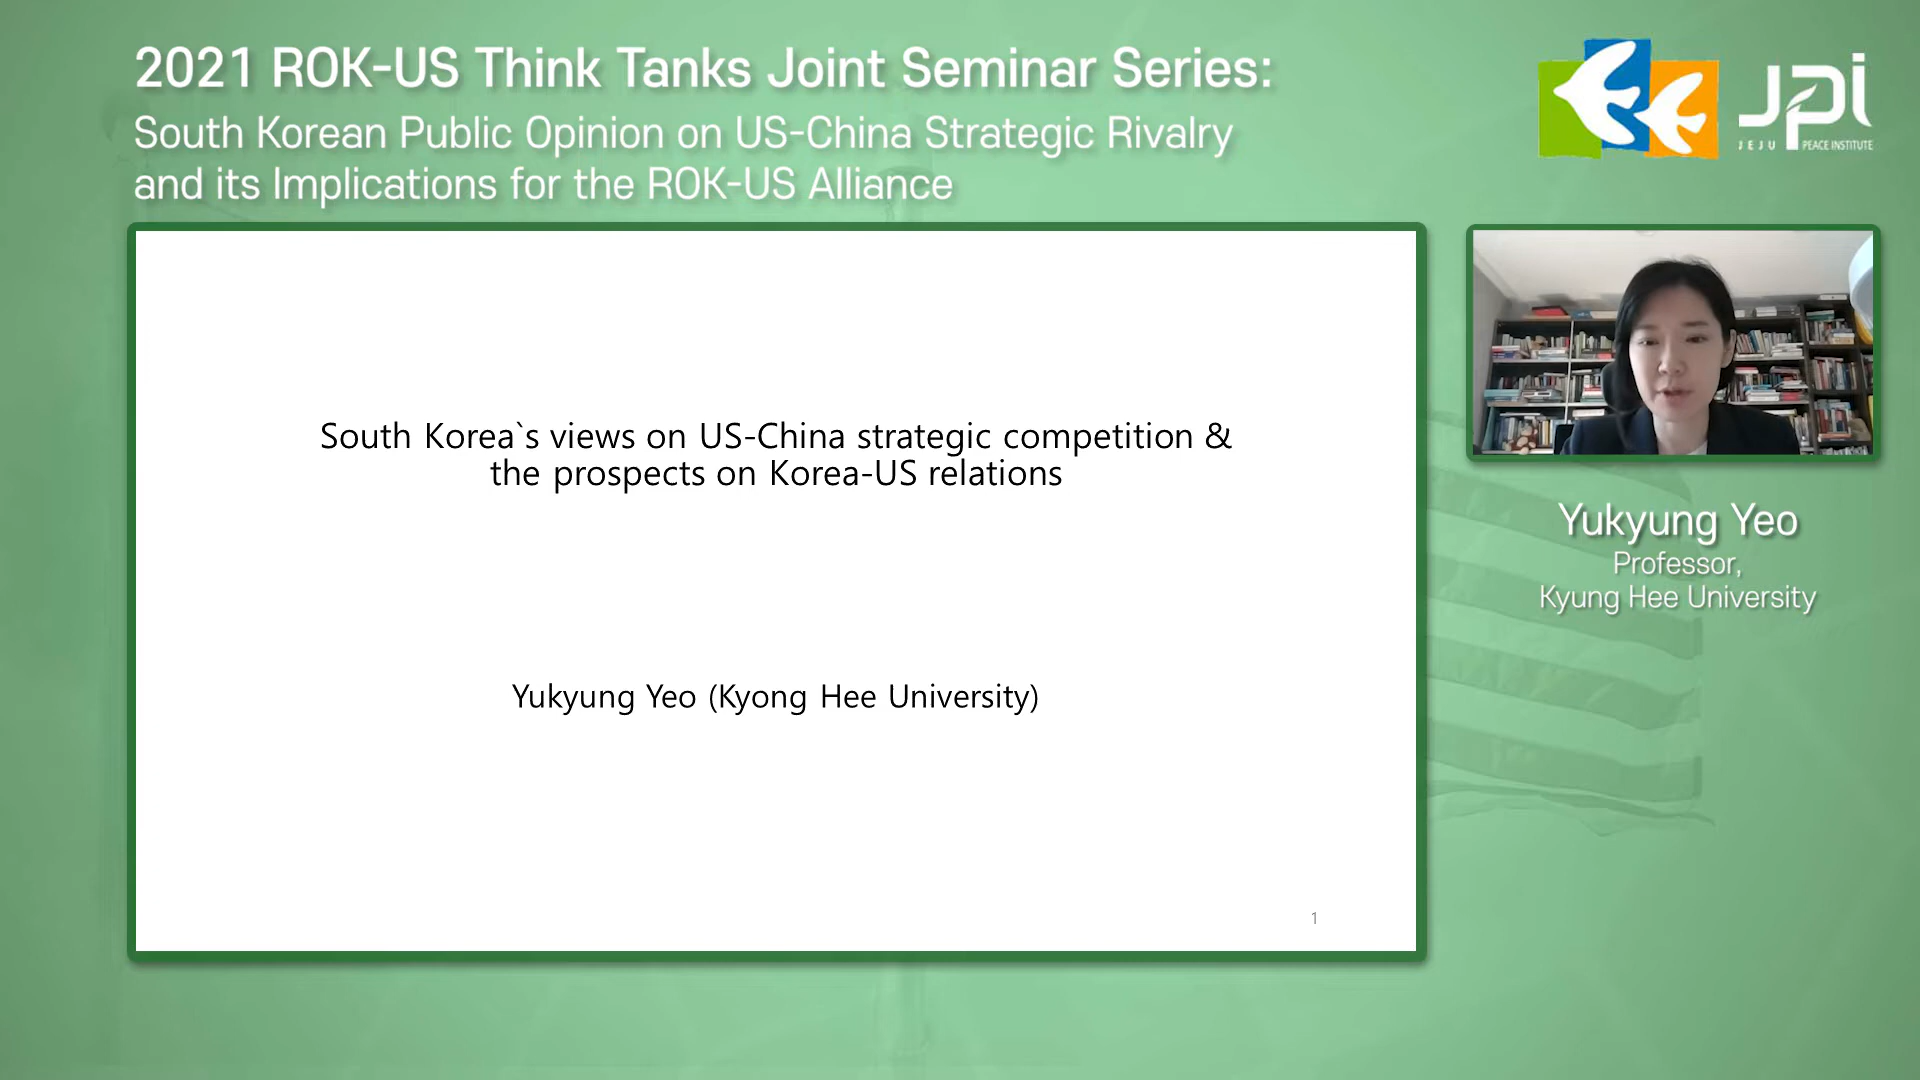 2021 ROK-US Think Tanks Joint Seminar Series:
South Korean Public Opinion on US-China Strategic Rivalry
and its Implications for the ROK-US Alliance
JPI
JEJU PEACE INSTITUTE
South Korea`s views on US-China strategic competition &
the prospects on Korea-US relations
Yukyung Yeo (Kyong Hee University)
1
Yukyung Yeo
Professor,
Kyung Hee University